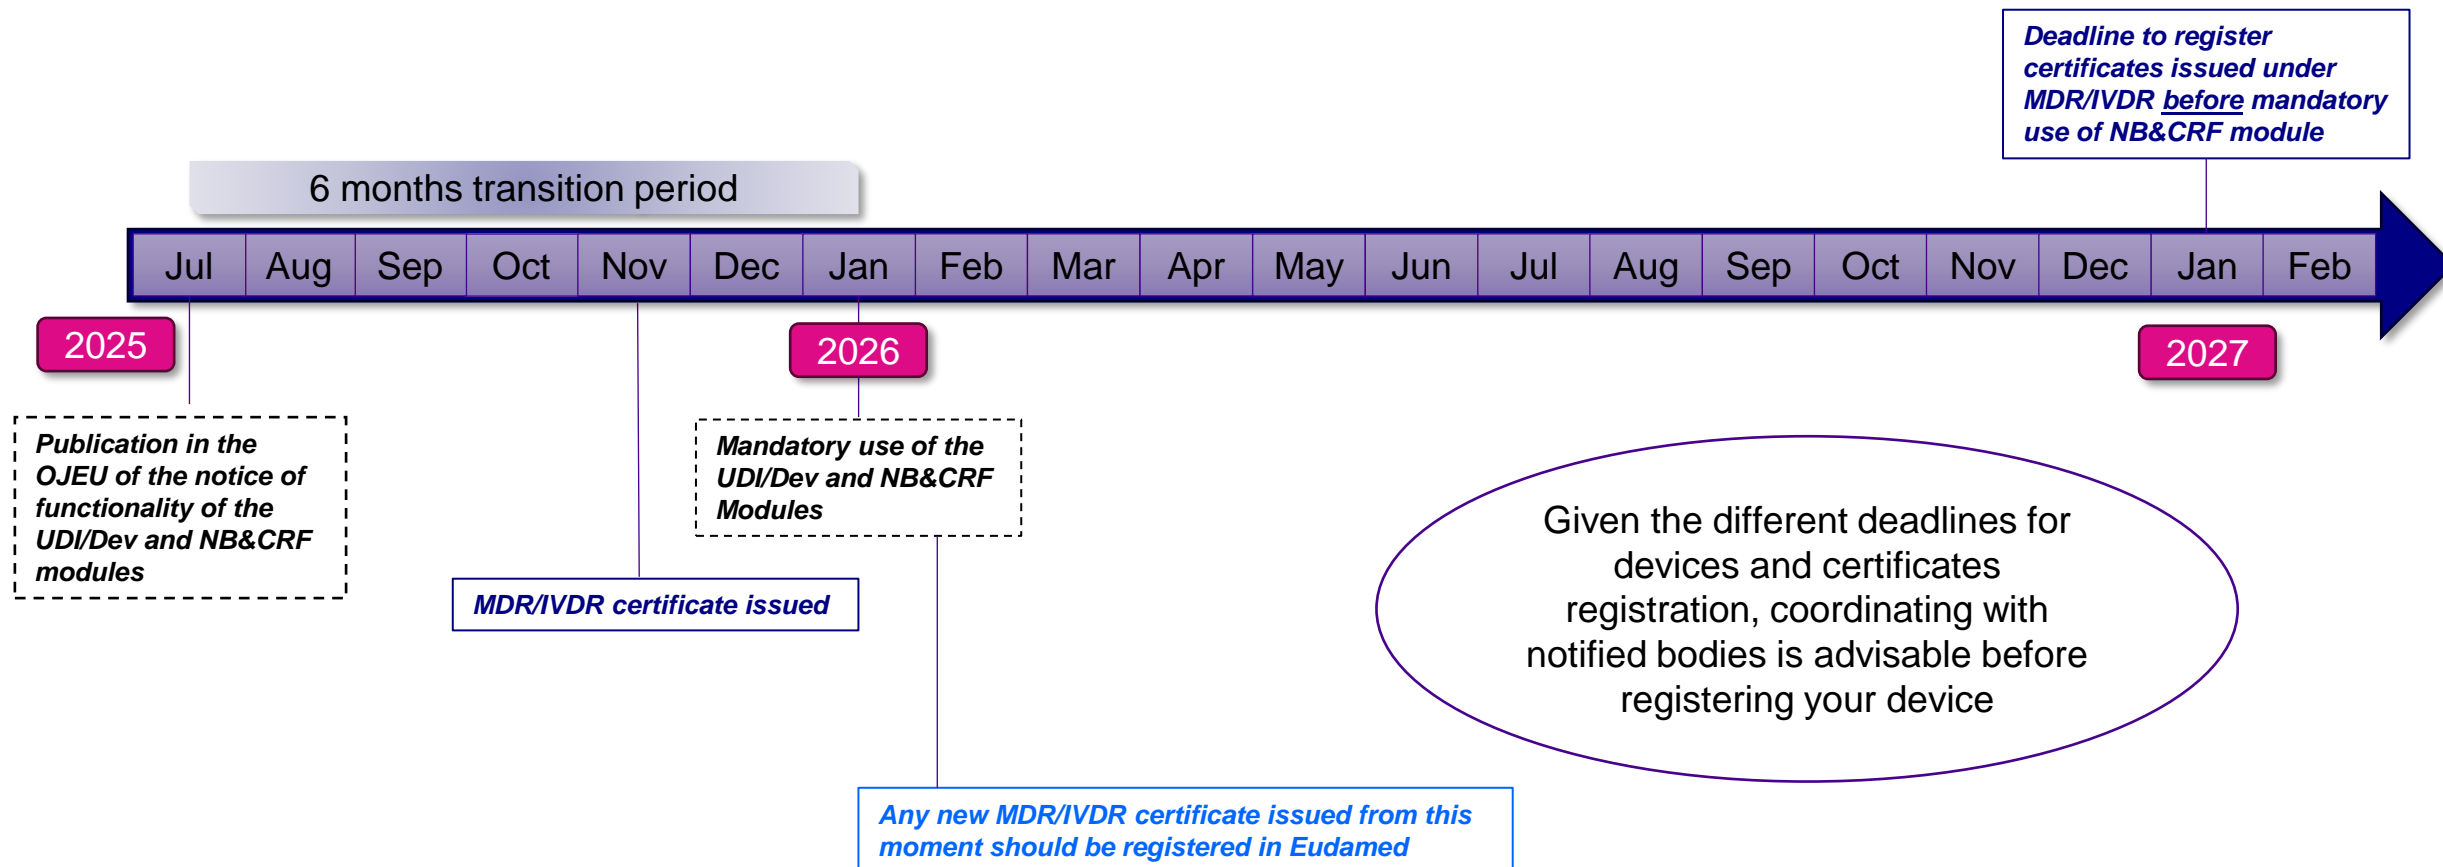 Deadline to register
certificates issued under
MDR/IVDR before mandatory
use of NB&CRF module
6 months transition period
Jul Aug Sep Oct Nov Dec Jan Feb Mar Apr May Jun Jul Aug Sep Oct Nov Dec Jan Feb
2025
2026
2027
Publication in the
OJEU of the notice of
functionality of the
UDI/Dev and NB&CRF
modules
Mandatory use of the
UDI/Dev and NB&CRF
Modules
MDR/IVDR certificate issued
Given the different deadlines for
devices and certificates
registration, coordinating with
notified bodies is advisable before
registering your device
Any new MDR/IVDR certificate issued from this
moment should be registered in Eudamed